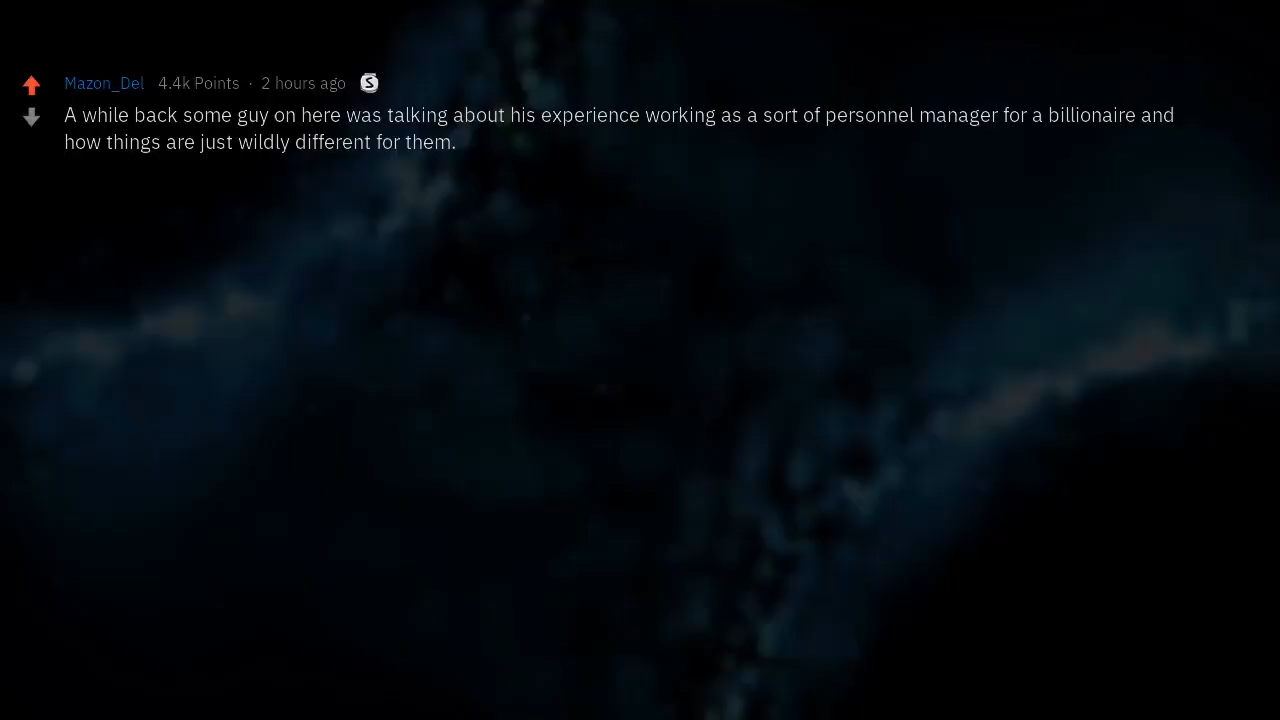 Mazon_Del 4.4k Points · 2 hours ago
A while back some guy on here was talking about his experience working as a sort of personnel manager for a billionaire and
how things are just wildly different for them.